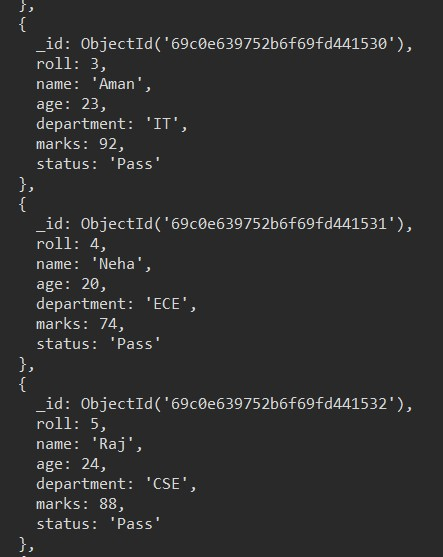 },
{
_id: ObjectId('69c0e639752b6f69fd441530'),
roll: 3,
name: 'Aman',
age: 23,
department: 'IT',
marks: 92,
status: 'Pass'
},
{
_id: ObjectId('69c0e639752b6f69fd441531'),
roll: 4,
name: 'Neha',
age: 20,
department: 'ECE',
marks: 74,
status: 'Pass'
},
{
_id: ObjectId('69c0e639752b6f69fd441532'),
roll: 5,
name: 'Raj',
age: 24,
department: 'CSE',
marks: 88,
status: 'Pass'
},